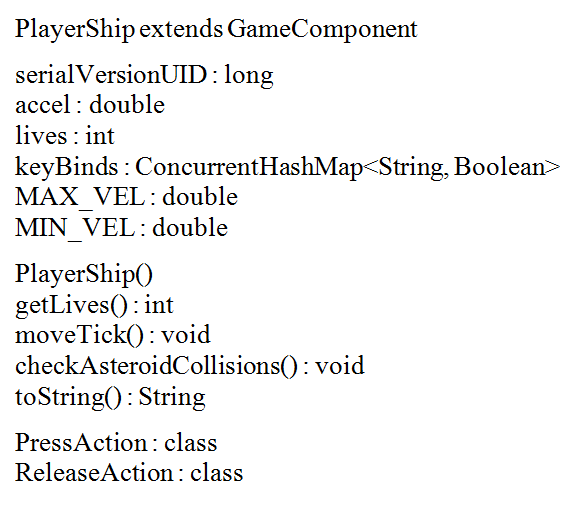 PlayerShip extends GameComponent
serialVersionUID : long
accel : double
lives : int
keyBinds : ConcurrentHashMap<String, Boolean>
MAX_VEL : double
MIN_VEL : double
PlayerShip()
getLives() : int
moveTick() : void
checkAsteroidCollisions() : void
toString() : String
PressAction : class
ReleaseAction : class